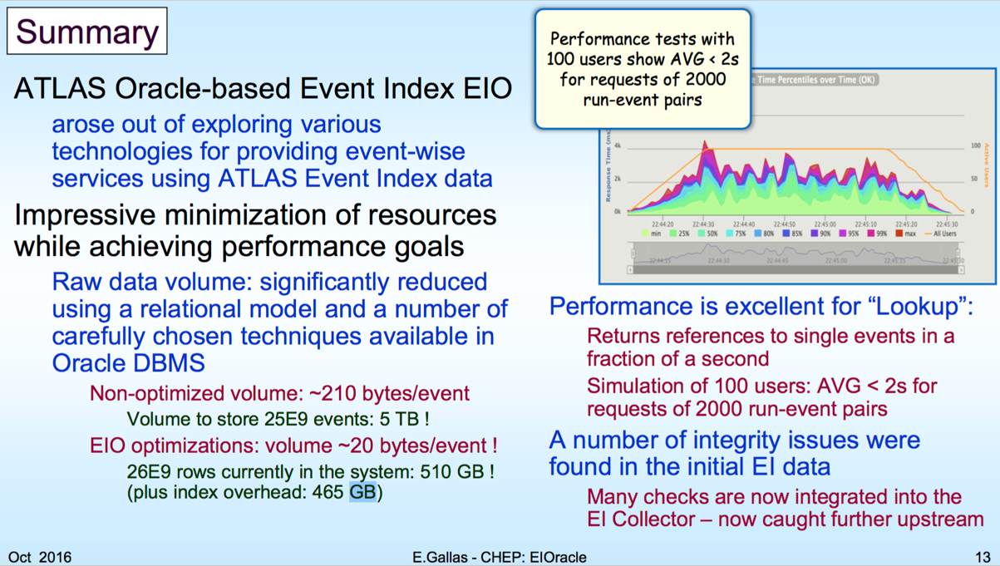 Summary
ATLAS Oracle-based Event Index EIO
arose out of exploring various
technologies for providing event-wise
services using ATLAS Event Index data
Impressive minimization of resources
while achieving performance goals
Raw data volume: significantly reduced
using a relational model and a number of
carefully chosen techniques available in
Oracle DBMS
Non-optimized volume: ~210 bytes/event
Volume to store 25E9 events: 5 TB !
EIO optimizations: volume ~20 bytes/event !
26E9 rows currently in the system: 510 GB !
(plus index overhead: 465 GB)
Performance tests with
100 users show AVG < 2s
for requests of 2000
run-event pairs
Time Percentiles over Time (OK)
Response Time (ms)
4k
2k
0k
100
50
0
Active Users
22:44:20 22:44:30 22:44:40 22:44:50 22:45:00 22:45:10 22:45:20 22:45:30
min 25% 50% 75% 80% 85% 90% 95% 99% max All Users
22:44:15 22:44:30 22:44:45 22:45:00 22:45:15 22:45:30
Performance is excellent for “Lookup”:
Returns references to single events in a
fraction of a second
Simulation of 100 users: AVG < 2s for
requests of 2000 run-event pairs
A number of integrity issues were
found in the initial EI data
Many checks are now integrated into the
EI Collector – now caught further upstream
Oct 2016
E.Gallas - CHEP: EIOracle
13